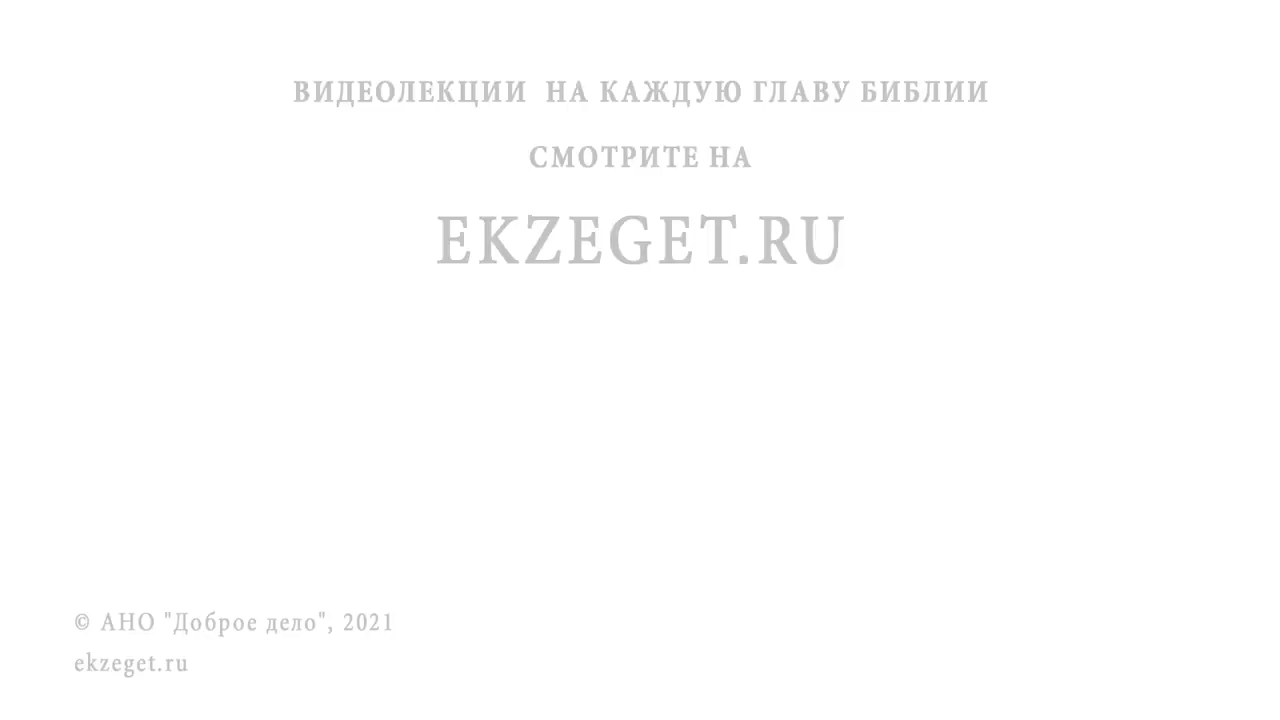 ВИДЕОЛЕКЦИИ НА КАЖДУЮ ГЛАВУ БИБЛИИ
СМОТРИТЕ НА
EKZEGET.RU
© АНО "Доброе дело", 2021
ekzeget.ru